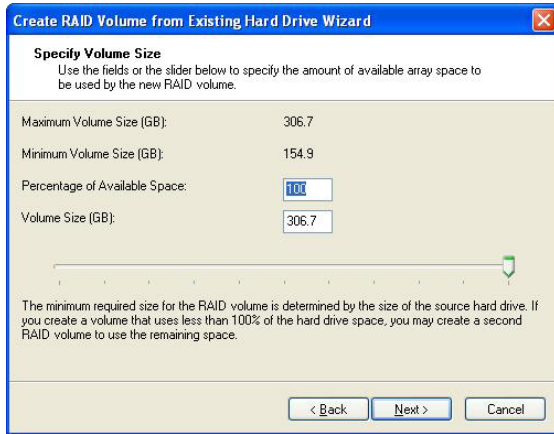 Create RAID Volume from Existing Hard Drive Wizard
Specify Volume Size
Use the fields or the slider below to specify the amount of available array space to
be used by the new RAID volume.
Maximum Volume Size (GB): 306.7
Minimum Volume Size (GB): 154.9
Percentage of Available Space: 100
Volume Size (GB): 306.7
The minimum required size for the RAID volume is determined by the size of the source hard drive. If
you create a volume that uses less than 100% of the hard drive space, you may create a second
RAID volume to use the remaining space.
< Back Next > Cancel